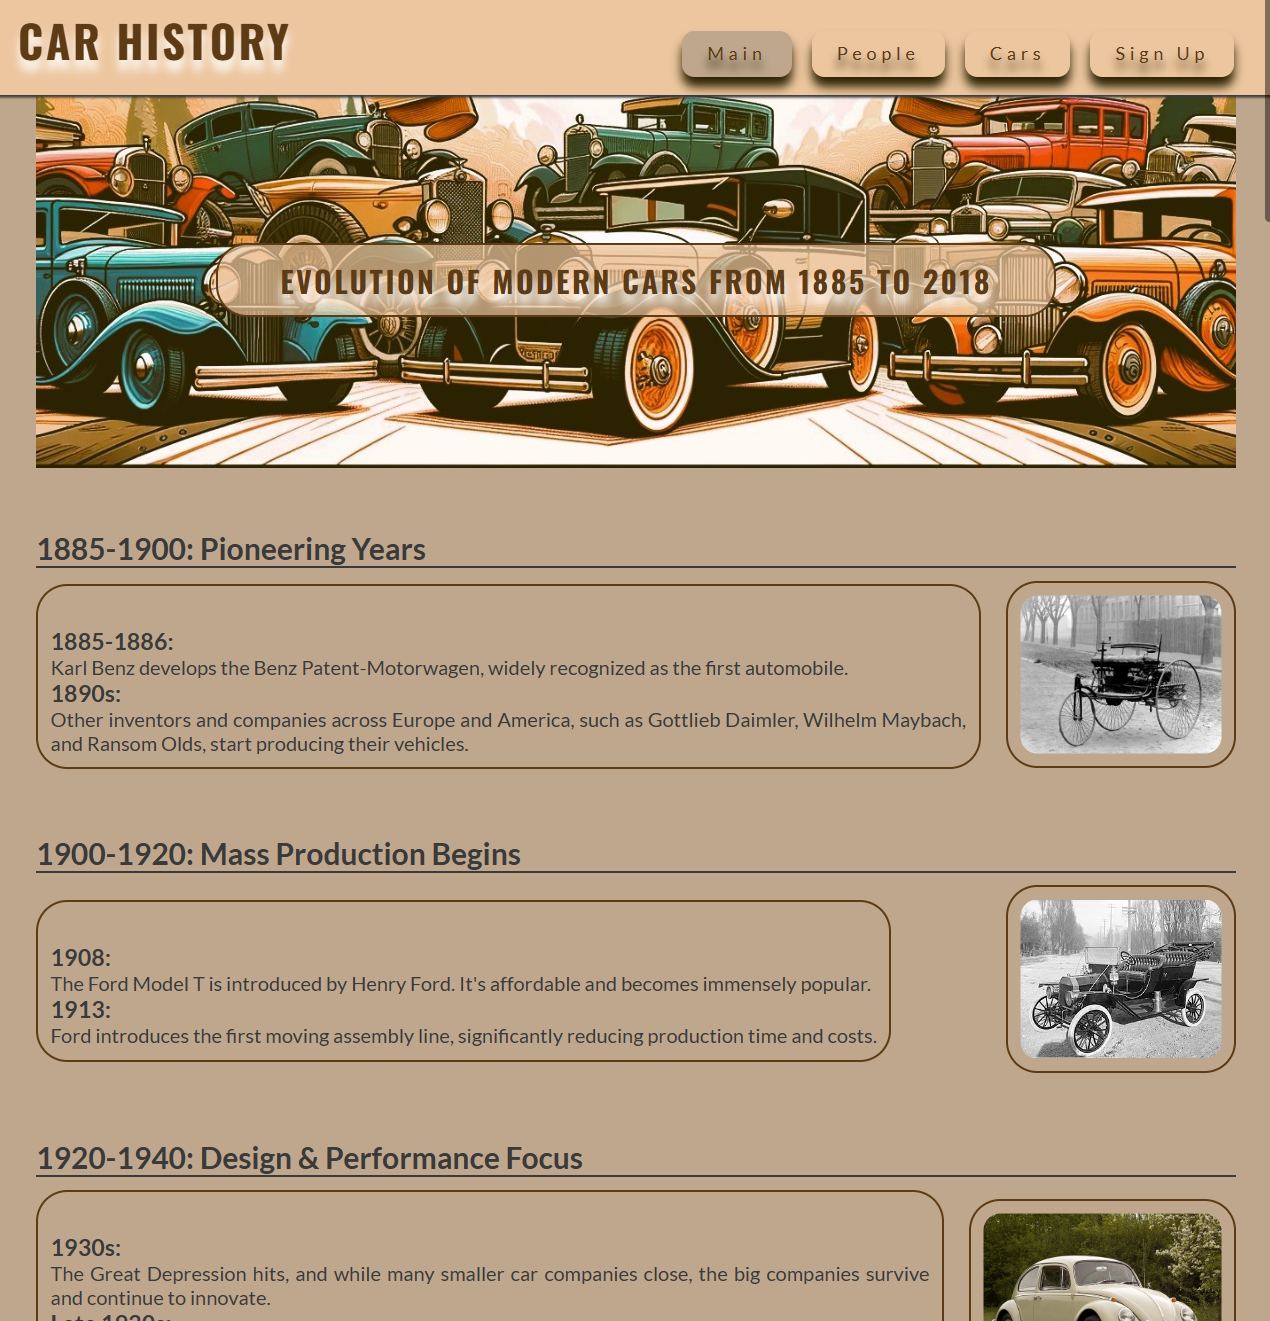 CAR HISTORY
Main
People
Cars
Sign Up
EVOLUTION OF MODERN CARS FROM 1885 TO 2018
1885-1900: Pioneering Years
1885-1886:
Karl Benz develops the Benz Patent-Motorwagen, widely recognized as the first automobile.
1890s:
Other inventors and companies across Europe and America, such as Gottlieb Daimler, Wilhelm Maybach,
and Ransom Olds, start producing their vehicles.
1900-1920: Mass Production Begins
1908:
The Ford Model T is introduced by Henry Ford. It's affordable and becomes immensely popular.
1913:
Ford introduces the first moving assembly line, significantly reducing production time and costs.
1920-1940: Design & Performance Focus
1930s:
The Great Depression hits, and while many smaller car companies close, the big companies survive
and continue to innovate.
Late 1930s: